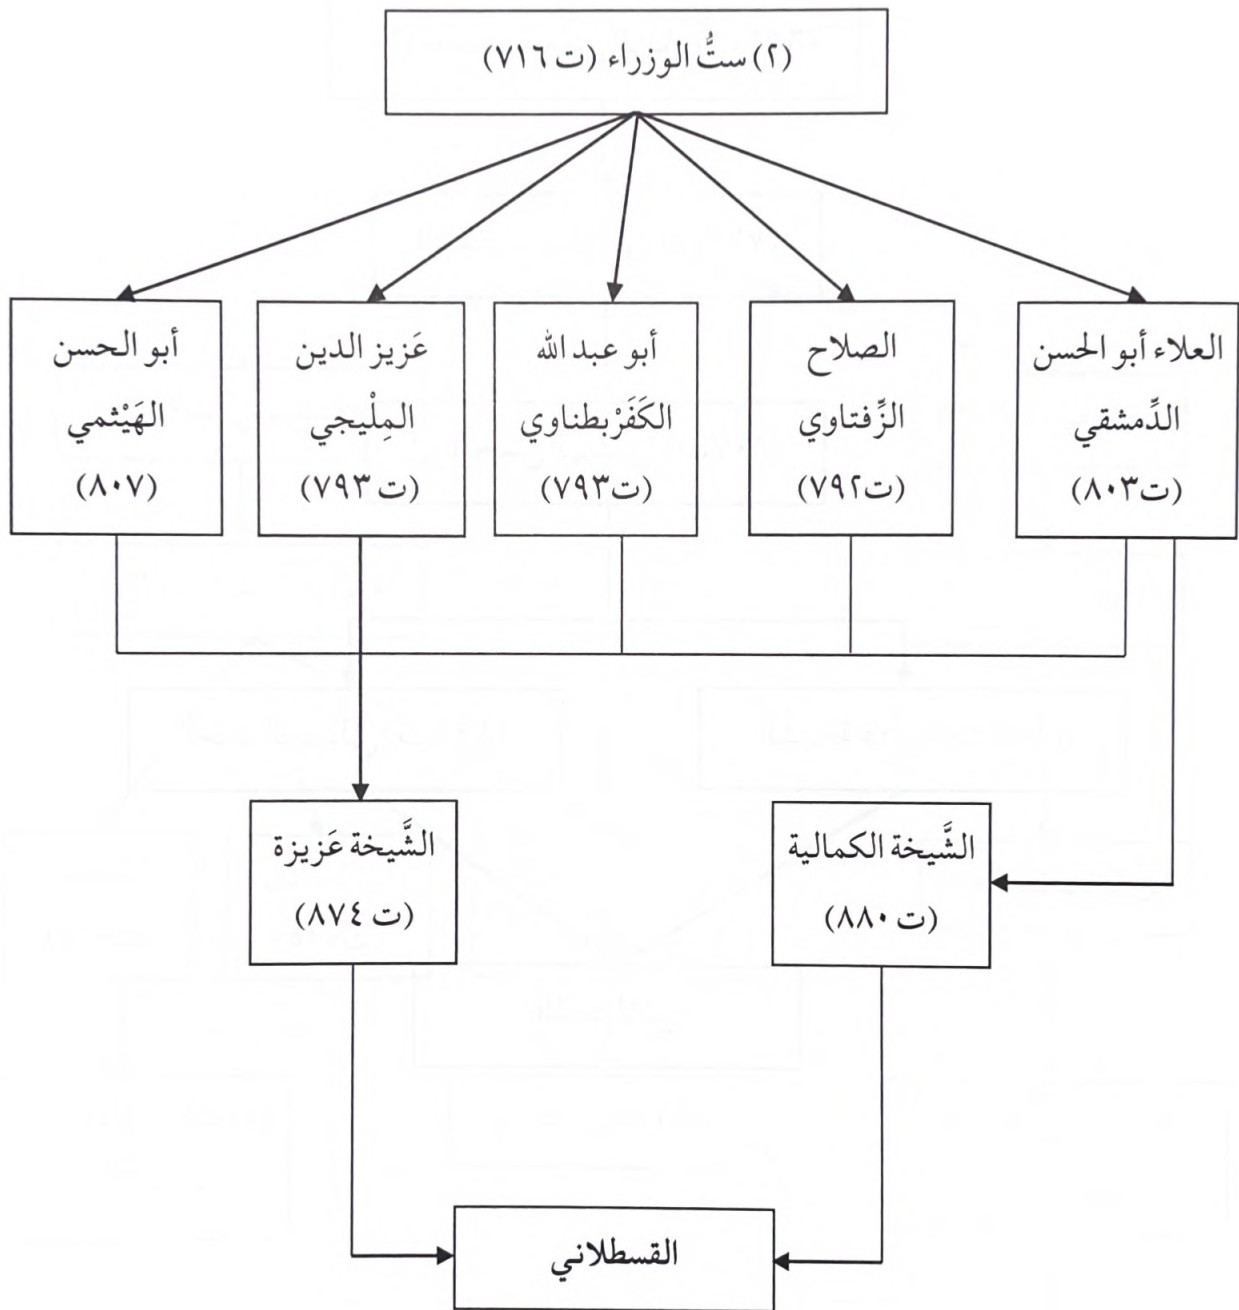 (٢) ستُّ الوزراء (ت ٧١٦)
العلاء أبو الحسن
الدِّمشقي
(ت٨٠٣)
الصلاح
الزِّفتاوي
(ت٧٩٢)
أبو عبد الله
الكَفَرْبطناوي
(ت٧٩٣)
عَزيز الدين
المِلْيجي
(ت ٧٩٣)
أبو الحسن
الهَيْثمي
(٨٠٧)
الشَّيخة الكمالية
(ت ٨٨٠)
الشَّيخة عَزيزة
(ت ٨٧٤)
القسطلاني